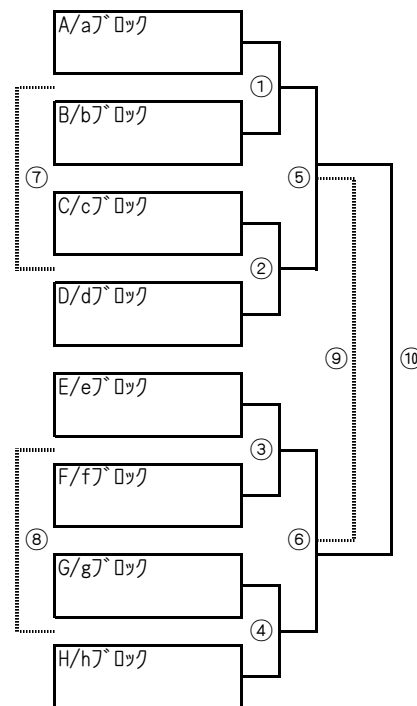 A/aﾌﾞﾛｯｸ
①
B/bﾌﾞﾛｯｸ
⑦
⑤
C/cﾌﾞﾛｯｸ
②
D/dﾌﾞﾛｯｸ
⑨
⑩
E/eﾌﾞﾛｯｸ
③
F/fﾌﾞﾛｯｸ
⑧
⑥
G/gﾌﾞﾛｯｸ
④
H/hﾌﾞﾛｯｸ